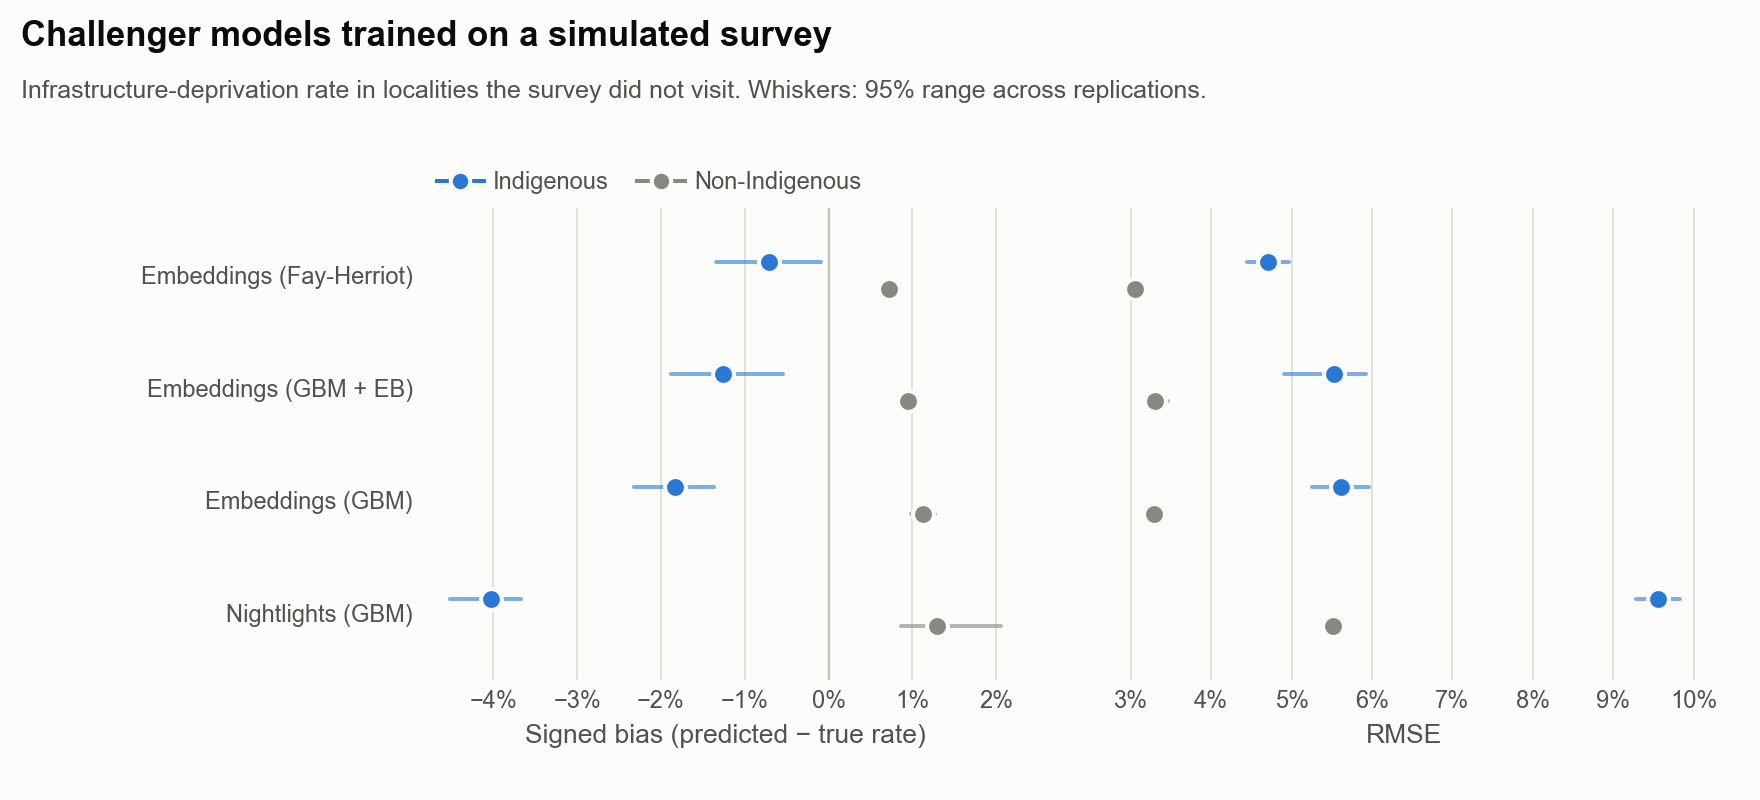 Challenger models trained on a simulated survey
Infrastructure-deprivation rate in localities the survey did not visit. Whiskers: 95% range across replications.
Indigenous Non-Indigenous
Embeddings (Fay-Herriot)
Embeddings (GBM + EB)
Embeddings (GBM)
Nightlights (GBM)
−4% −3% −2% −1% 0% 1% 2% 3% 4% 5% 6% 7% 8% 9% 10%
Signed bias (predicted − true rate) RMSE